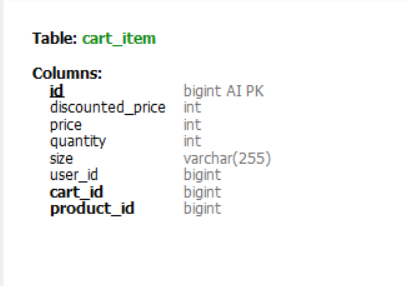 Table: cart_item
Columns:
id bigint AI PK
discounted_price int
price int
quantity int
size varchar(255)
user_id bigint
cart_id bigint
product_id bigint